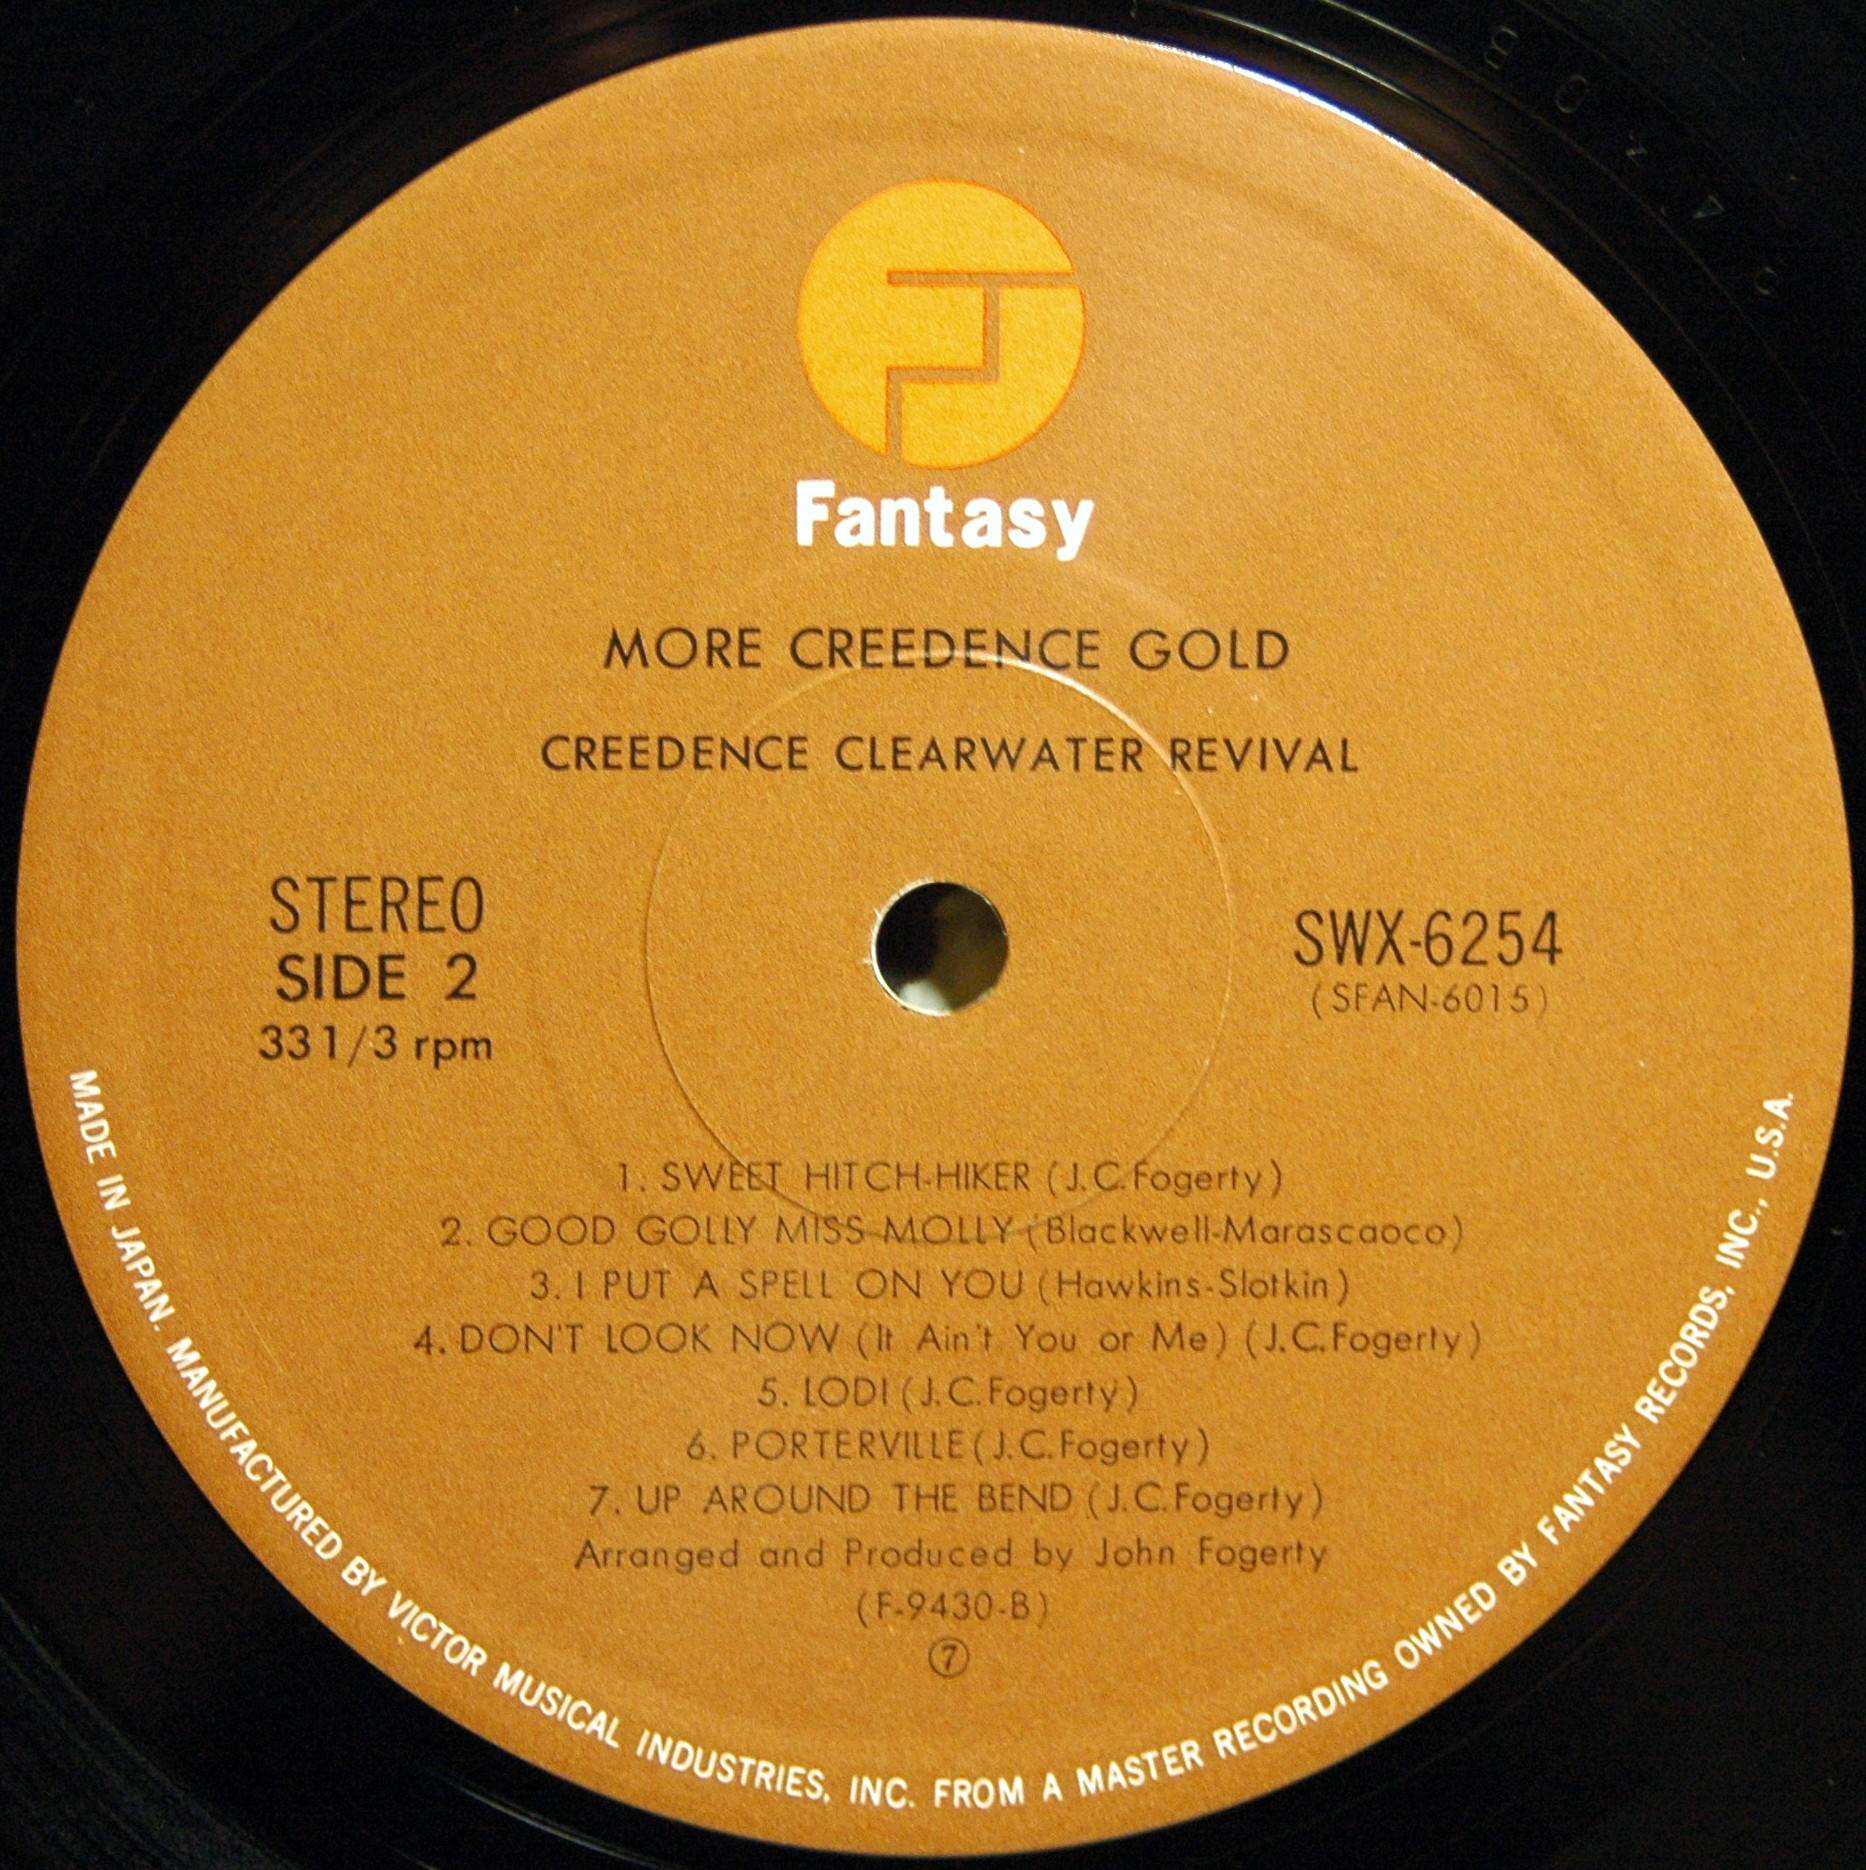 Fantasy
MORE CREEDENCE GOLD
CREEDENCE CLEARWATER REVIVAL
STEREO
SIDE 2
33 1/3 rpm
SWX-6254
(SFAN-6015)
1. SWEET HITCH-HIKER (J.C.Fogerty)
2. GOOD GOLLY MISS MOLLY (Blackwell-Marascaoco)
3. I PUT A SPELL ON YOU (Hawkins-Slotkin)
4. DON'T LOOK NOW (It Ain't You or Me) (J.C.Fogerty)
5. LODI (J.C.Fogerty)
6. PORTERVILLE (J.C.Fogerty)
7. UP AROUND THE BEND (J.C.Fogerty)
Arranged and Produced by John Fogerty
(F-9430-B)
⑦
MADE IN JAPAN. MANUFACTURED BY VICTOR MUSICAL INDUSTRIES, INC. FROM A MASTER RECORDING OWNED BY FANTASY RECORDS, INC., U.S.A.